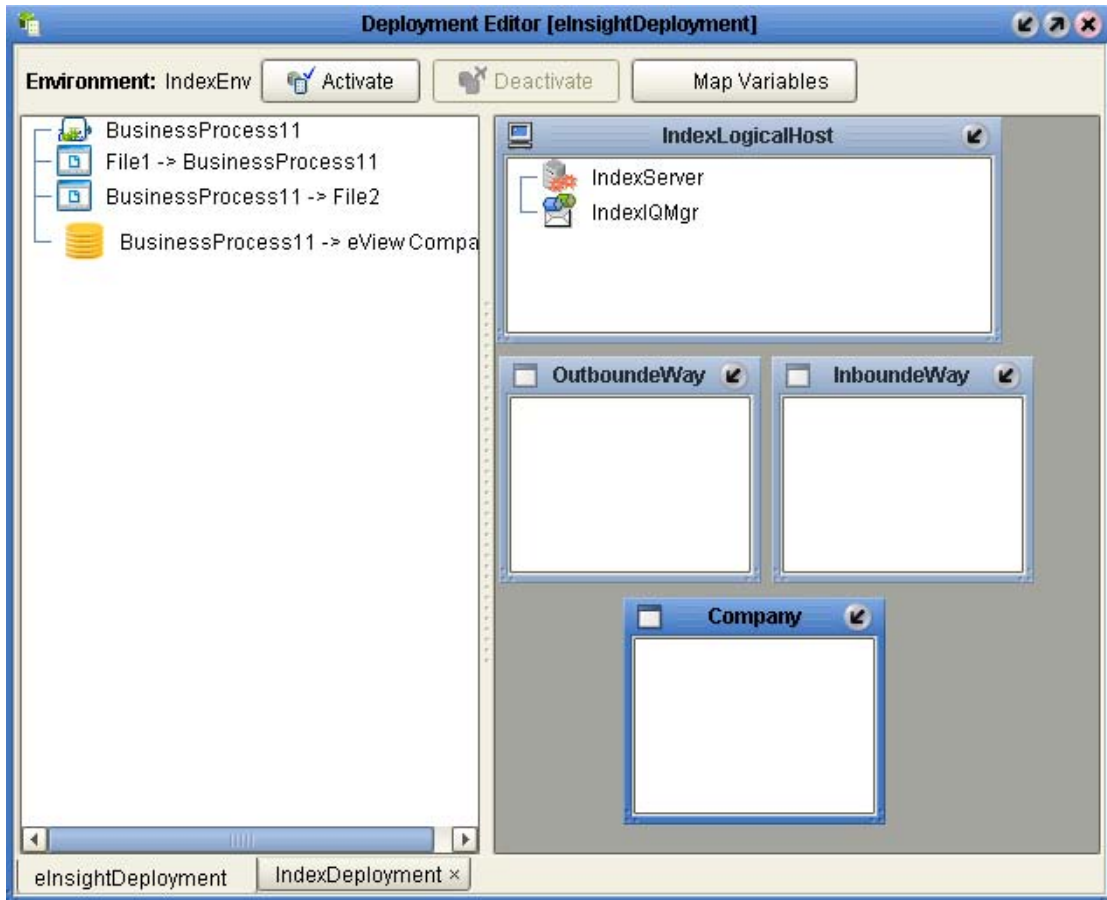 Deployment Editor [eInsightDeployment]
Environment: IndexEnv Activate Deactivate Map Variables
BusinessProcess11
File1 -> BusinessProcess11
BusinessProcess11 -> File2
BusinessProcess11 -> eView Compa
IndexLogicalHost
IndexServer
IndexIQMgr
OutboundeWay
InboundeWay
Company
eInsightDeployment
IndexDeployment ×